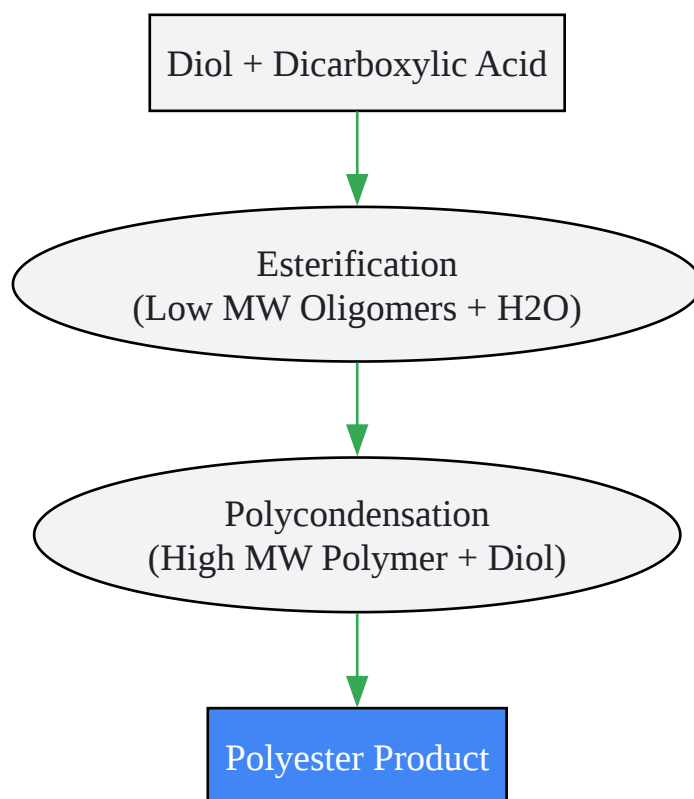 Diol + Dicarboxylic Acid
Esterification
(Low MW Oligomers + H2O)
Polycondensation
(High MW Polymer + Diol)
Polyester Product